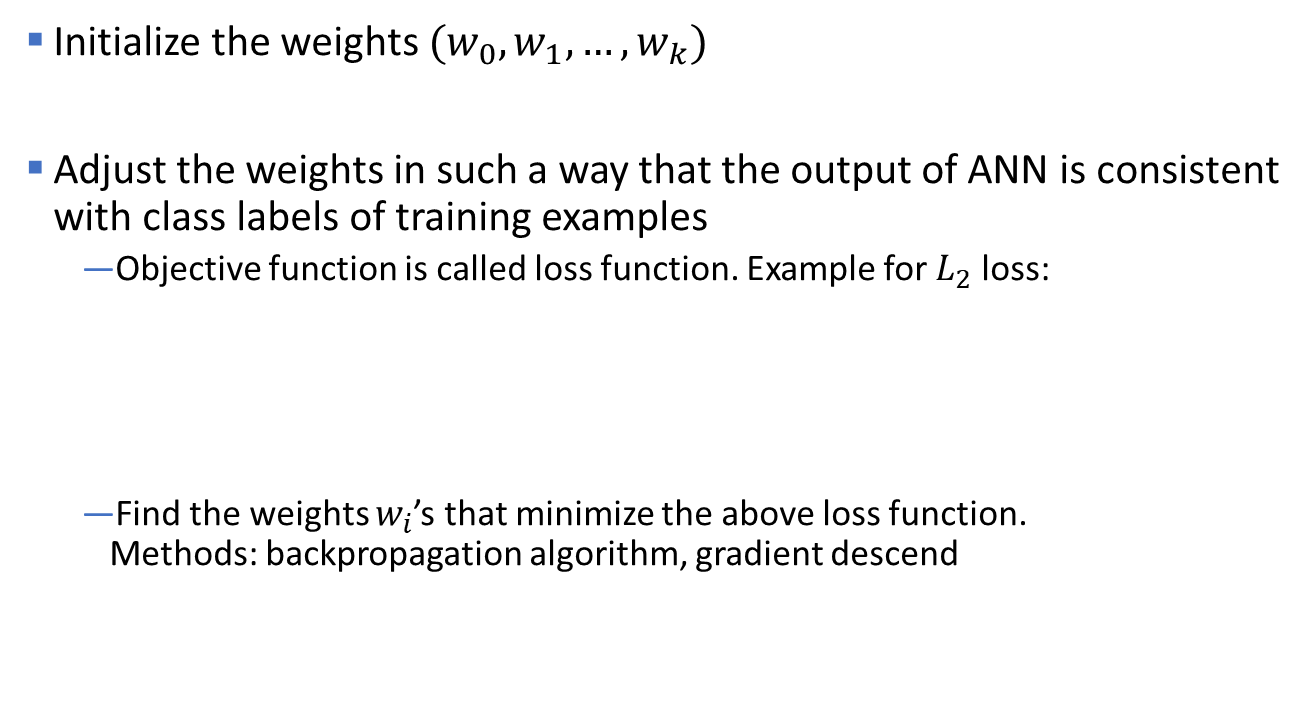 ▪ Initialize the weights (𝑤₀, 𝑤₁, … , 𝑤ₖ)
▪ Adjust the weights in such a way that the output of ANN is consistent
with class labels of training examples
—Objective function is called loss function. Example for 𝐿₂ loss:
—Find the weights 𝑤ᵢ’s that minimize the above loss function.
Methods: backpropagation algorithm, gradient descend